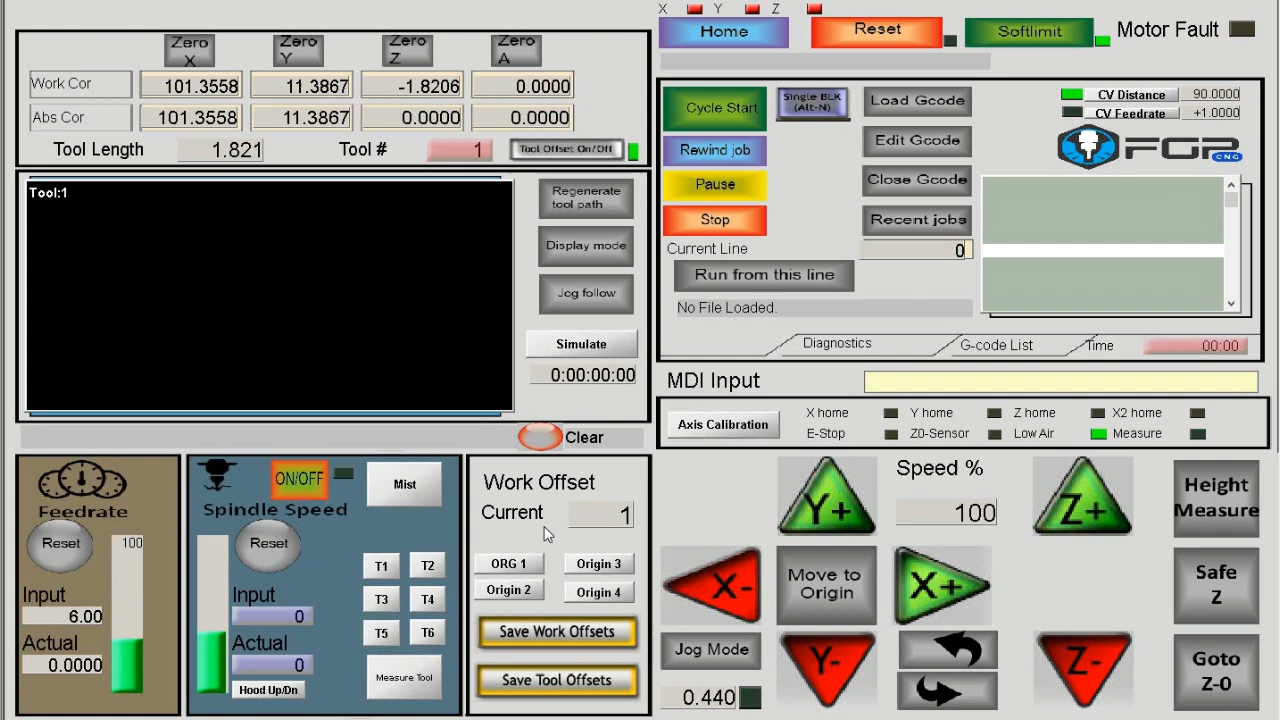 X Y Z
Home Reset Softlimit Motor Fault
Zero X Zero Y Zero Z Zero A
Work Cor 101.3558 11.3867 -1.8206 0.0000
Abs Cor 101.3558 11.3867 0.0000 0.0000
Tool Length 1.821 Tool # 1 Tool Offset On/Off
Tool:1
Regenerate tool path
Display mode
Jog follow
Simulate
0:00:00:00
Clear
Cycle Start Single BLK (Alt-N) Load Gcode
Rewind job Edit Gcode
Pause Close Gcode
Stop Recent jobs
Current Line 0
Run from this line
No File Loaded.
CV Distance 90.0000
CV Feedrate +1.0000
FGP CNC
Diagnostics G-code List Time 00:00
MDI Input
Axis Calibration
X home Y home Z home X2 home
E-Stop Z0-Sensor Low Air Measure
Feedrate
Reset 100
Input
6.00
Actual
0.0000
ON/OFF Mist
Spindle Speed
Reset
Input
0
Actual
0
Hood Up/Dn
T1 T2
T3 T4
T5 T6
Measure Tool
Work Offset
Current 1
ORG 1 Origin 3
Origin 2 Origin 4
Save Work Offsets
Save Tool Offsets
Y+ Speed % Z+
100
X- Move to Origin X+
Jog Mode Y- Z-
0.440
Height Measure
Safe Z
Goto Z-0